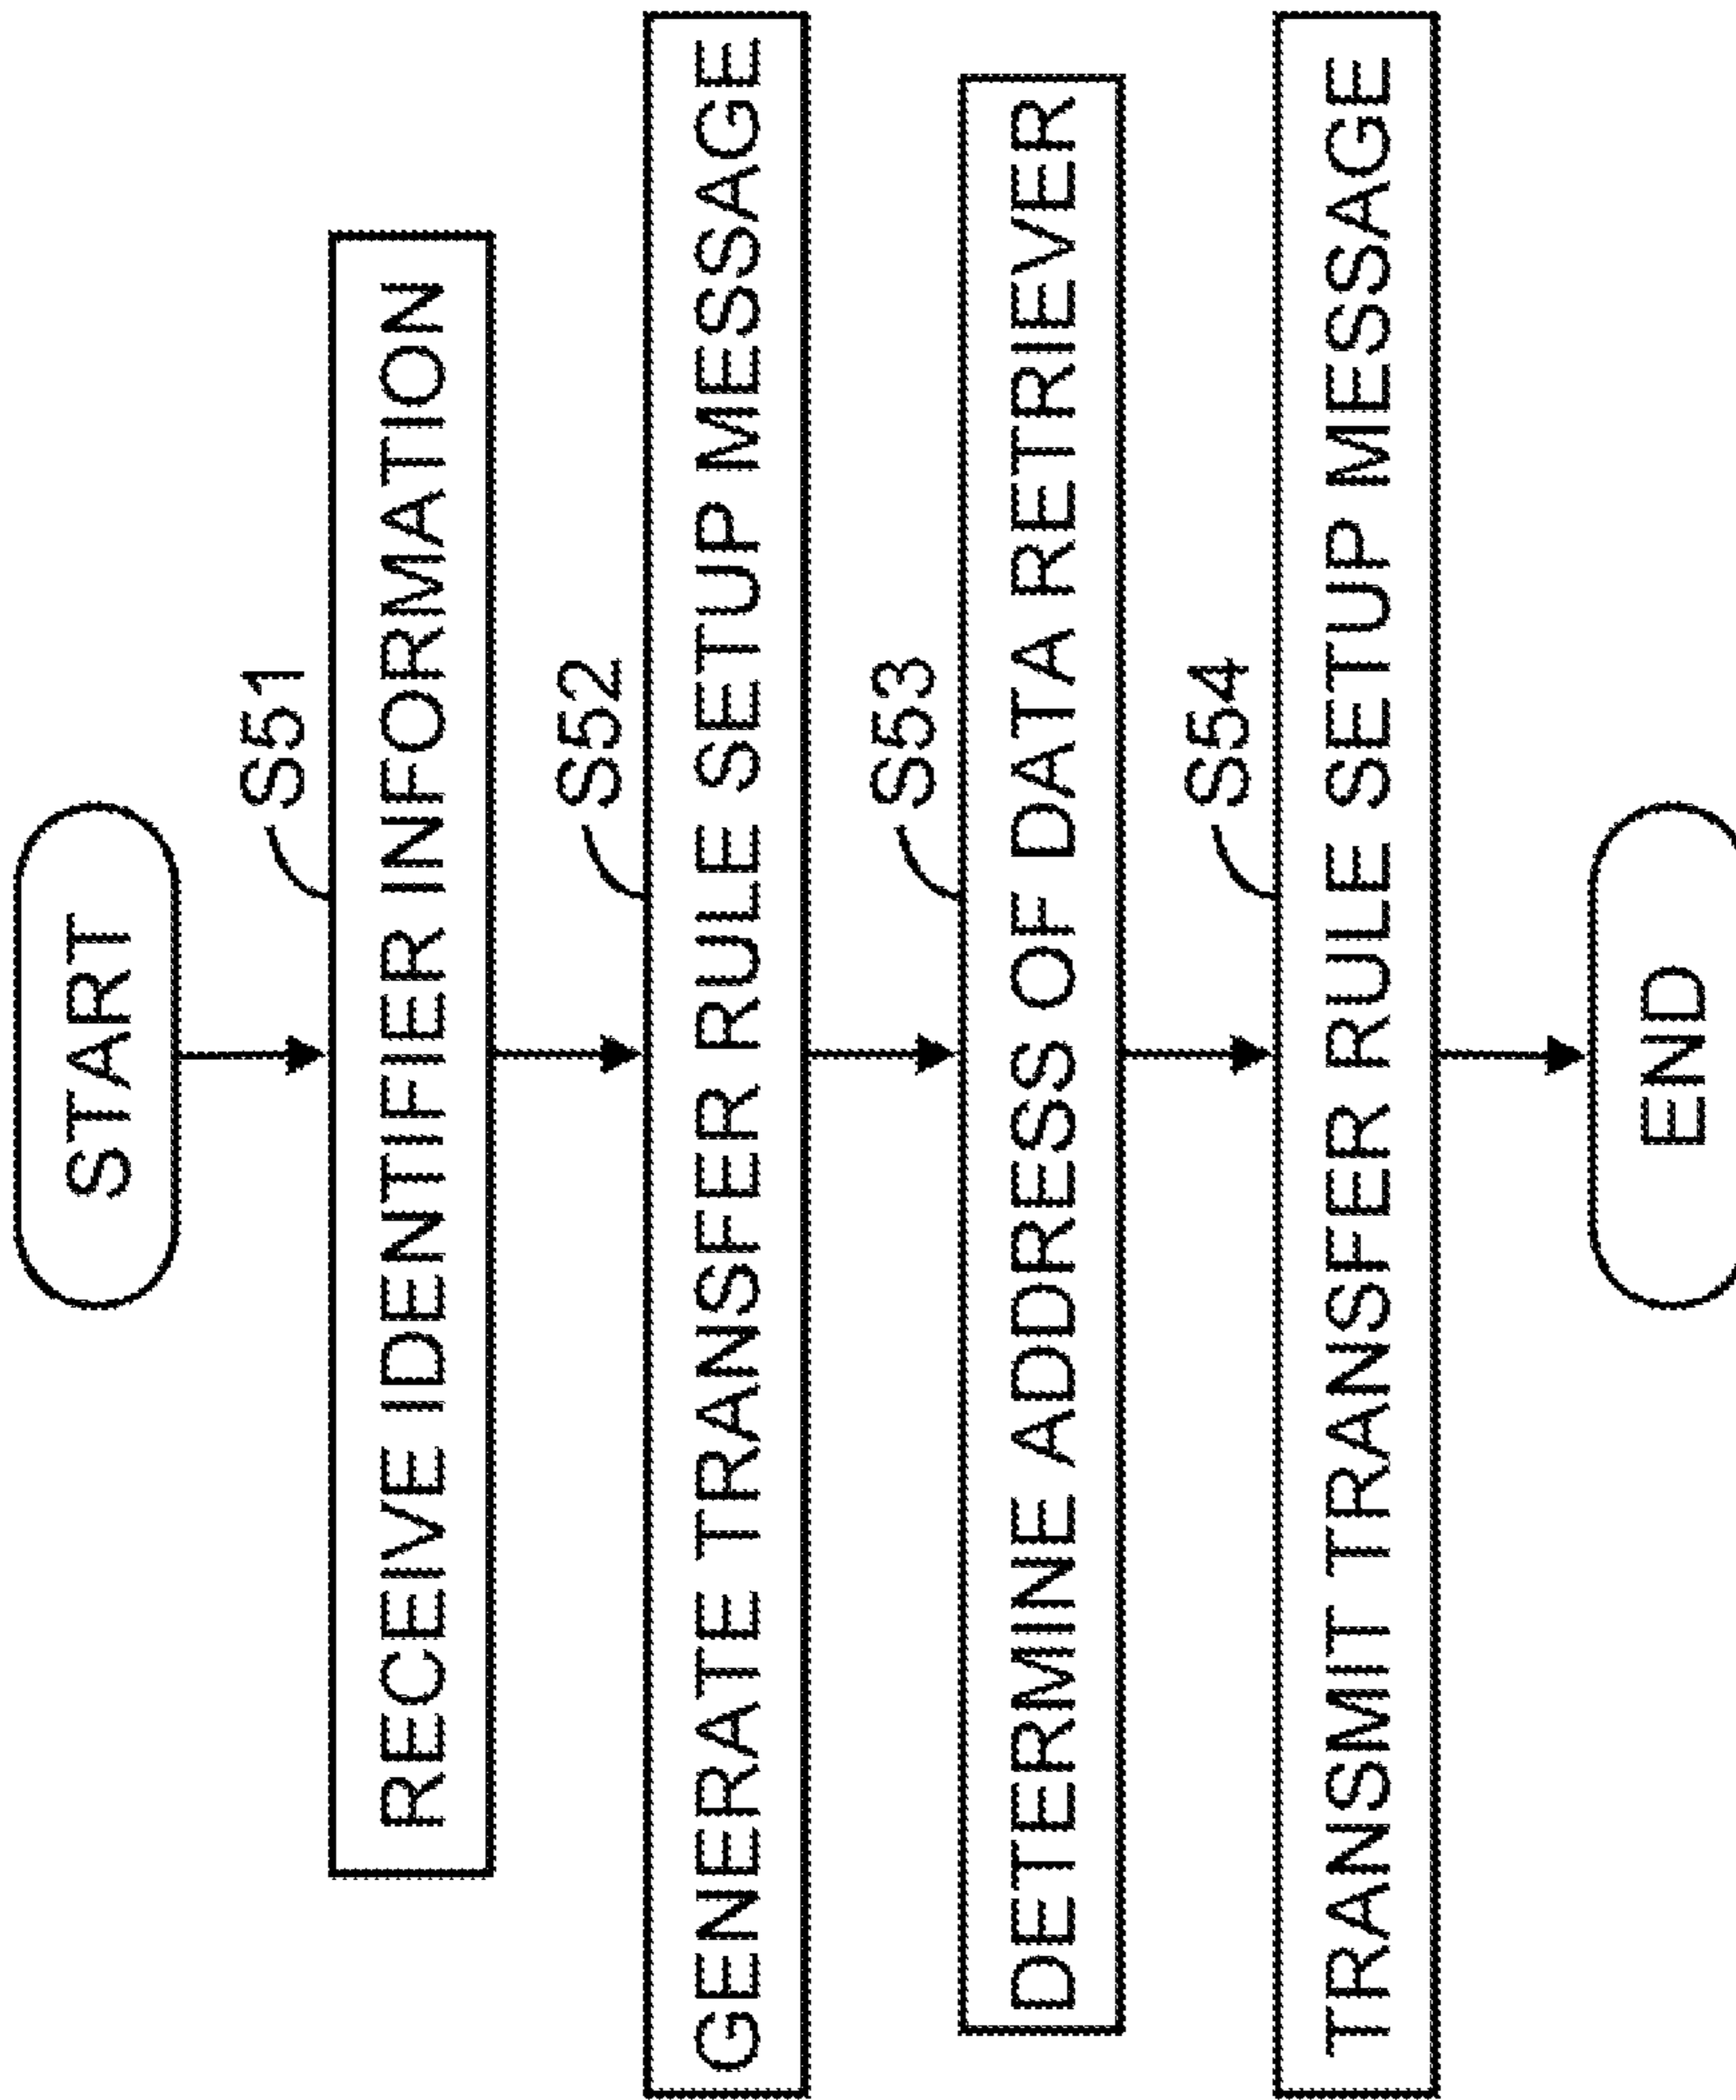 START
S51
RECEIVE IDENTIFIER INFORMATION
S52
GENERATE TRANSFER RULE SETUP MESSAGE
S53
DETERMINE ADDRESS OF DATA RETRIEVER
S54
TRANSMIT TRANSFER RULE SETUP MESSAGE
END